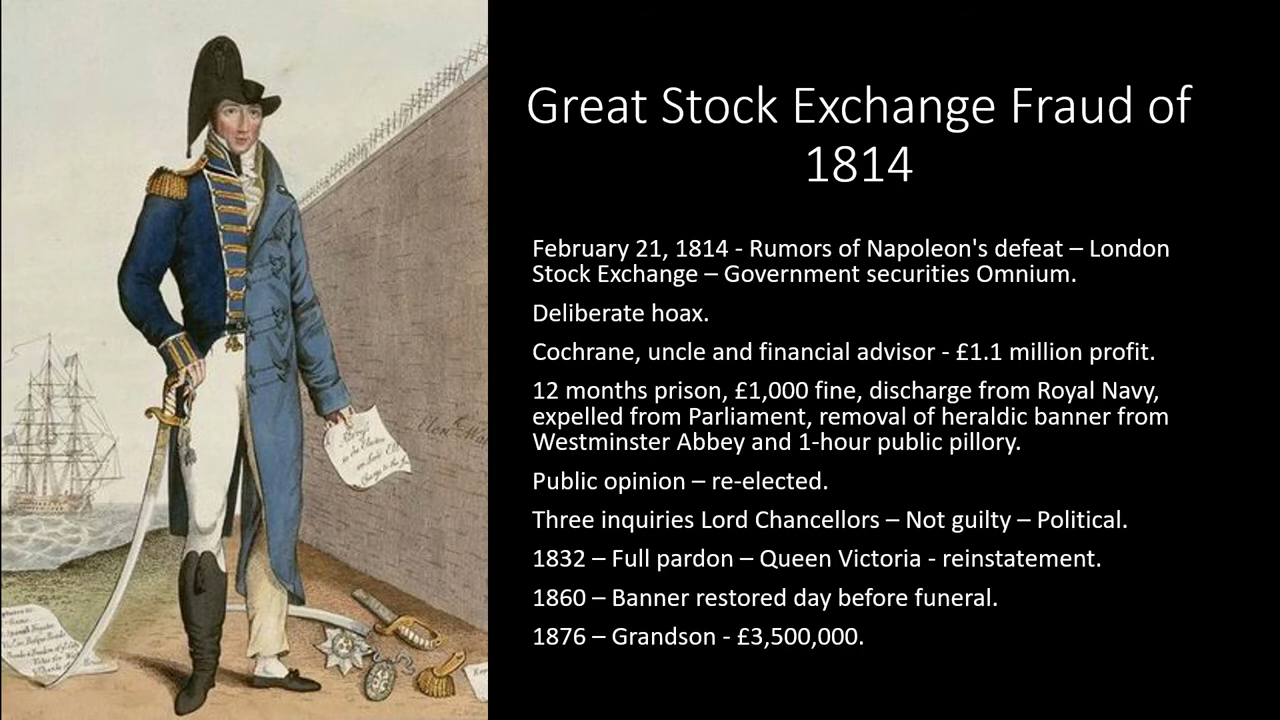 Great Stock Exchange Fraud of
1814
February 21, 1814 - Rumors of Napoleon's defeat – London
Stock Exchange – Government securities Omnium.
Deliberate hoax.
Cochrane, uncle and financial advisor - £1.1 million profit.
12 months prison, £1,000 fine, discharge from Royal Navy,
expelled from Parliament, removal of heraldic banner from
Westminster Abbey and 1-hour public pillory.
Public opinion – re-elected.
Three inquiries Lord Chancellors – Not guilty – Political.
1832 – Full pardon – Queen Victoria - reinstatement.
1860 – Banner restored day before funeral.
1876 – Grandson - £3,500,000.